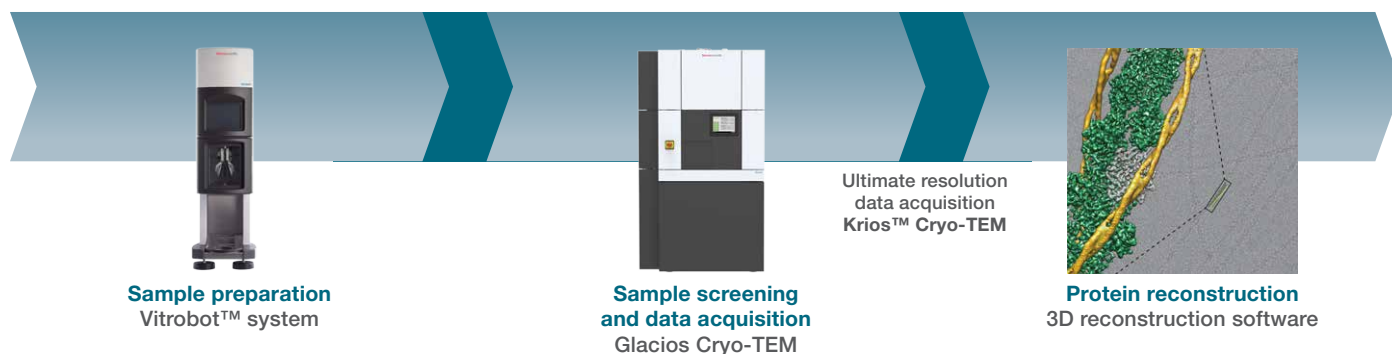 Sample preparation
Vitrobot™ system
Sample screening
and data acquisition
Glacios Cryo-TEM
Ultimate resolution
data acquisition
Krios™ Cryo-TEM
Protein reconstruction
3D reconstruction software